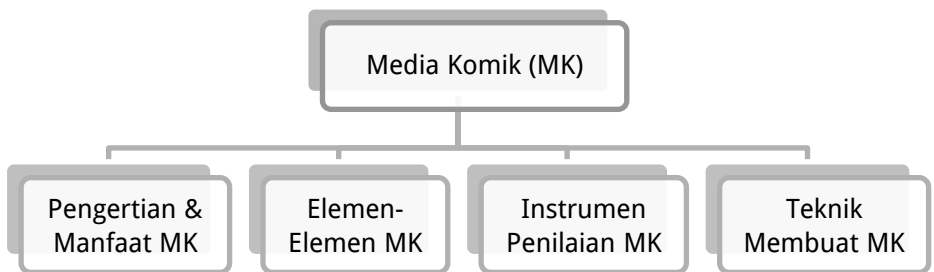 Media Komik (MK)
Pengertian &
Manfaat MK
Elemen-
Elemen MK
Instrumen
Penilaian MK
Teknik
Membuat MK